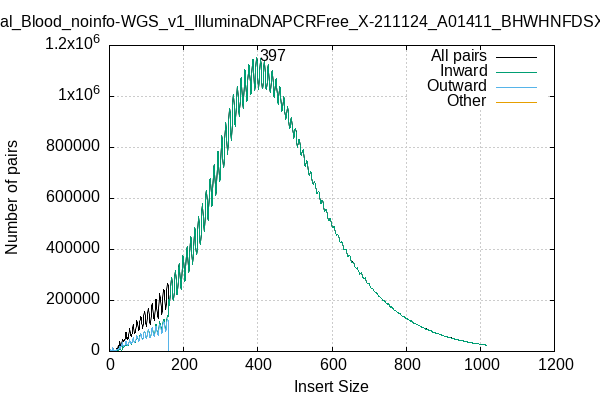 al_Blood_noinfo-WGS_v1_IlluminaDNAPCRFree_X-211124_A01411_BHWHNFDSX
1.2x10^6
1x10^6
800000
600000
400000
200000
0
Number of pairs
397
All pairs
Inward
Outward
Other
0 200 400 600 800 1000 1200
Insert Size